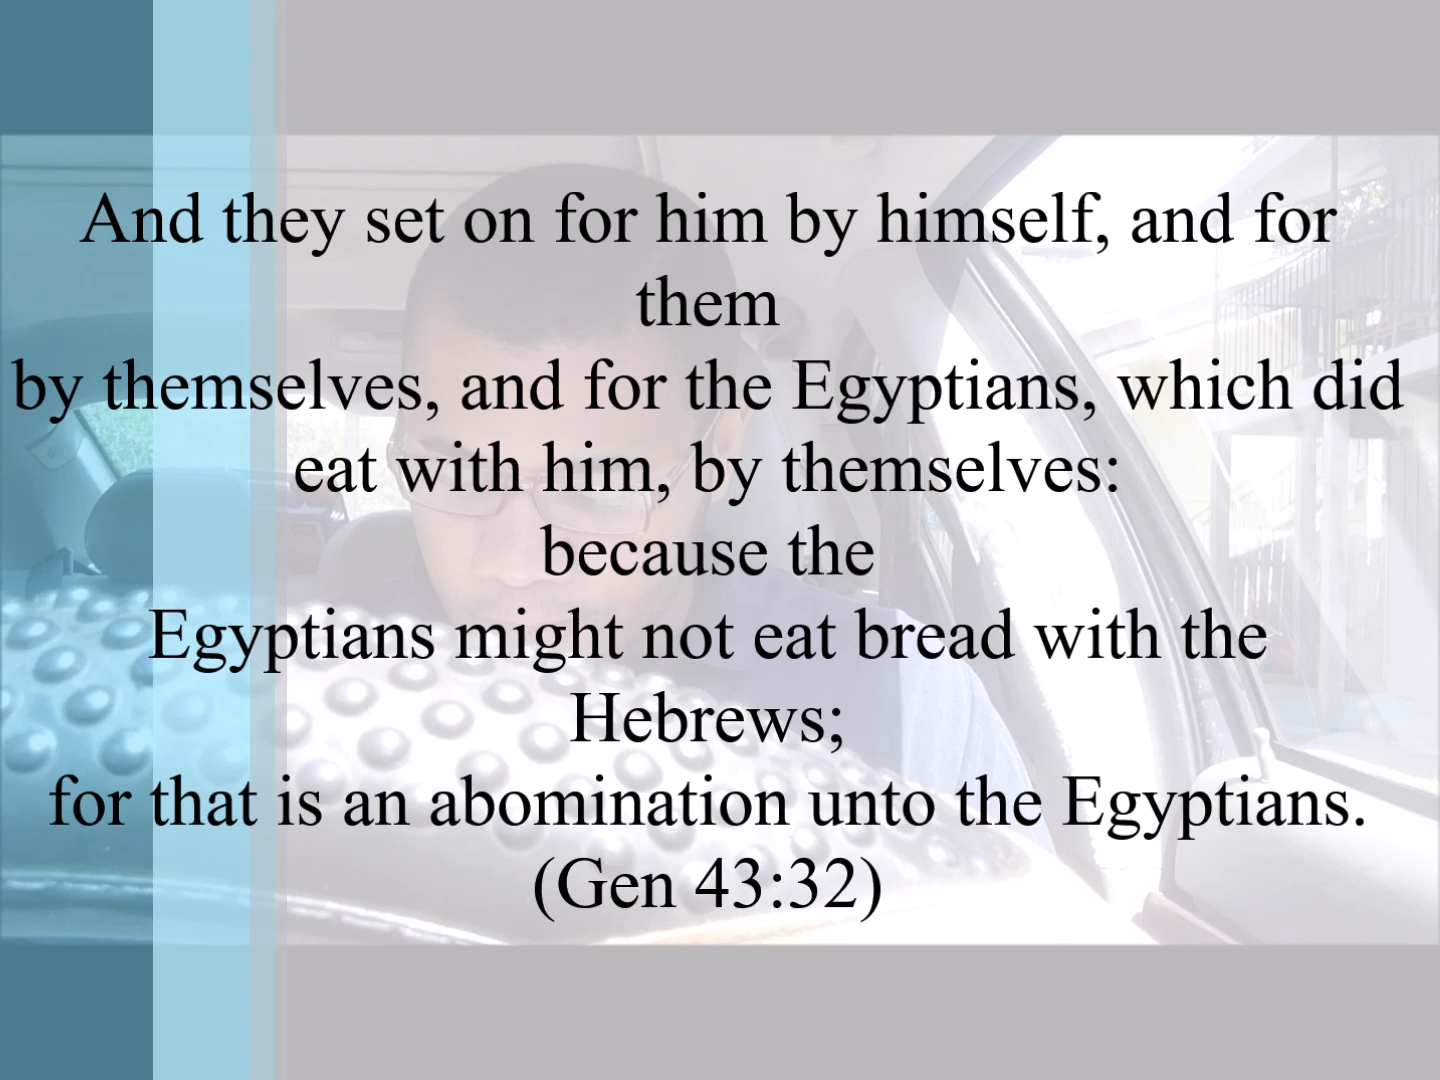 And they set on for him by himself, and for
them
by themselves, and for the Egyptians, which did
eat with him, by themselves:
because the
Egyptians might not eat bread with the
Hebrews;
for that is an abomination unto the Egyptians.
(Gen 43:32)